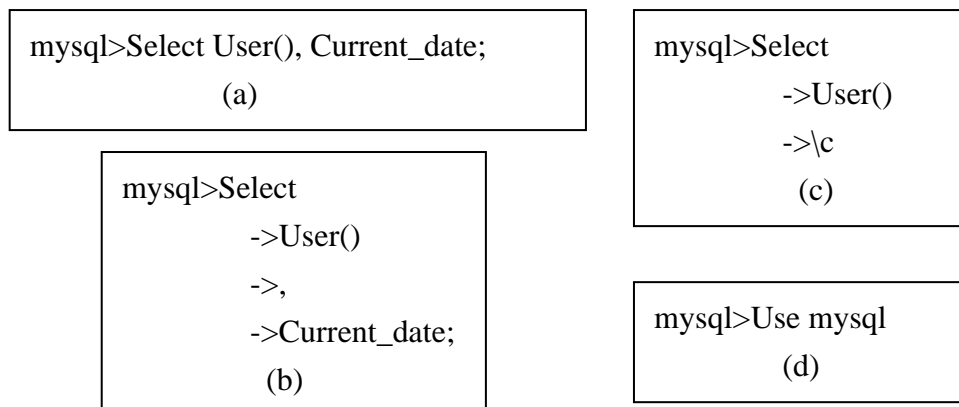 mysql>Select User(), Current_date;
(a)
mysql>Select
->User()
->,
->Current_date;
(b)
mysql>Select
->User()
->\c
(c)
mysql>Use mysql
(d)